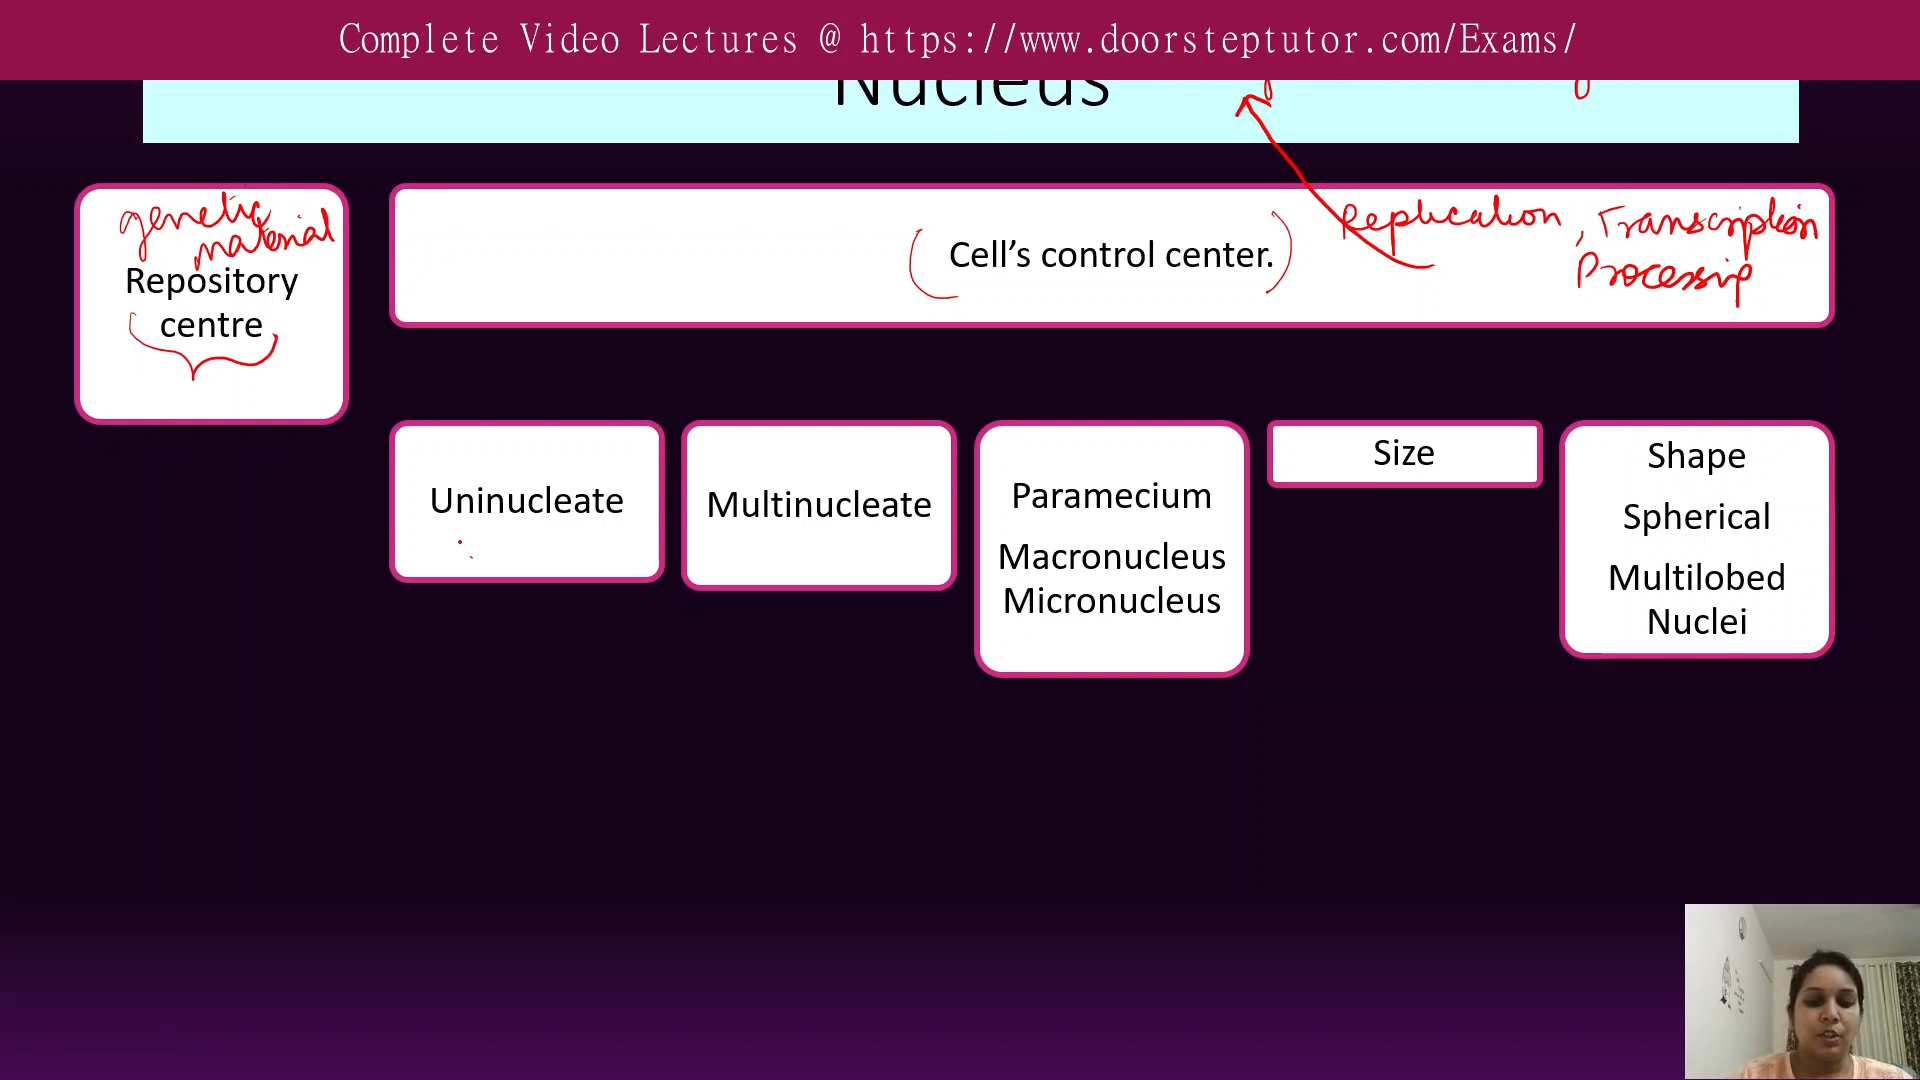 Complete Video Lectures @ https://www.doorsteptutor.com/Exams/
Nucleus
genetic
material
Repository
centre
Cell’s control center.
Replication, Transcription
Processing
Uninucleate
Multinucleate
Paramecium
Macronucleus
Micronucleus
Size
Shape
Spherical
Multilobed
Nuclei